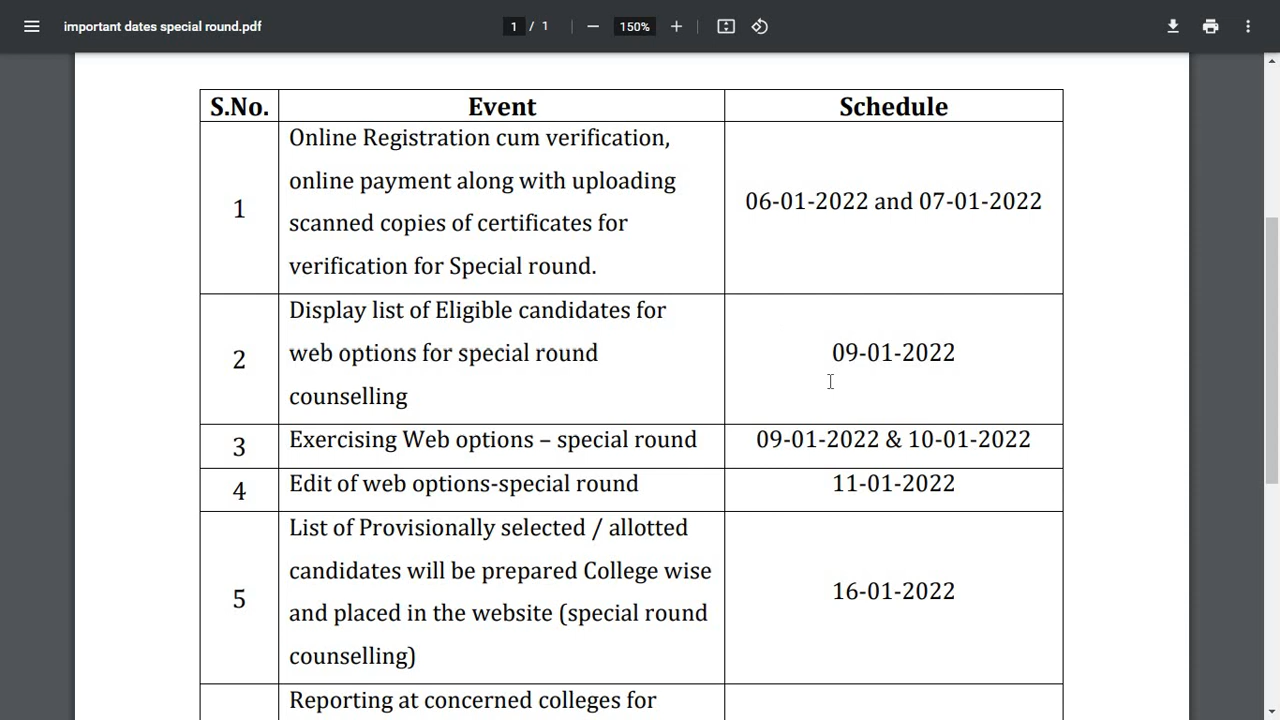 important dates special round.pdf
1 / 1
150%
S.No. Event Schedule
Online Registration cum verification,
online payment along with uploading
scanned copies of certificates for
verification for Special round.
1
06-01-2022 and 07-01-2022
Display list of Eligible candidates for
web options for special round
counselling
2
09-01-2022
3 Exercising Web options – special round 09-01-2022 & 10-01-2022
4 Edit of web options-special round 11-01-2022
List of Provisionally selected / allotted
candidates will be prepared College wise
and placed in the website (special round
counselling)
5
16-01-2022
Reporting at concerned colleges for